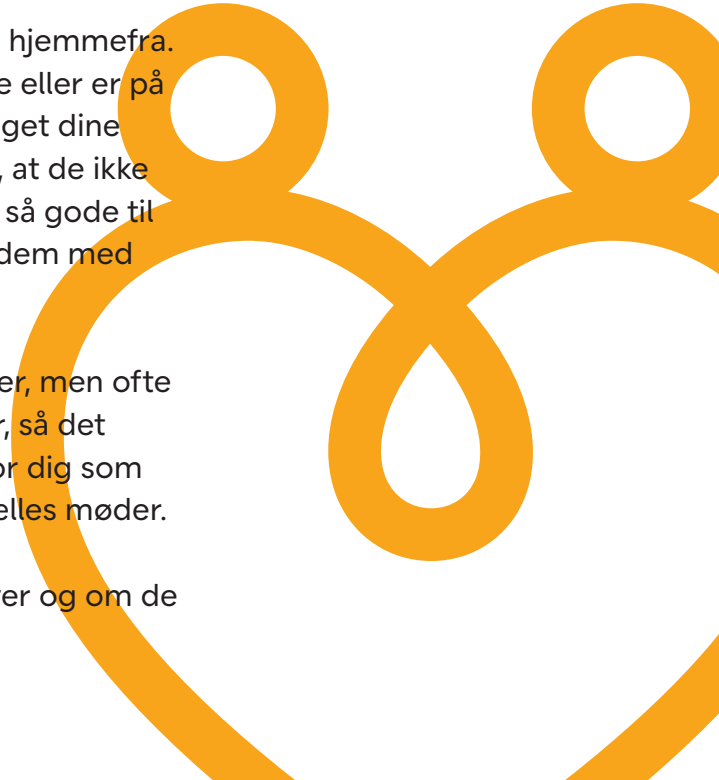 hjemmefra.
e eller er på
get dine
, at de ikke
så gode til
dem med
er, men ofte
r, så det
or dig som
elles møder.
ver og om de